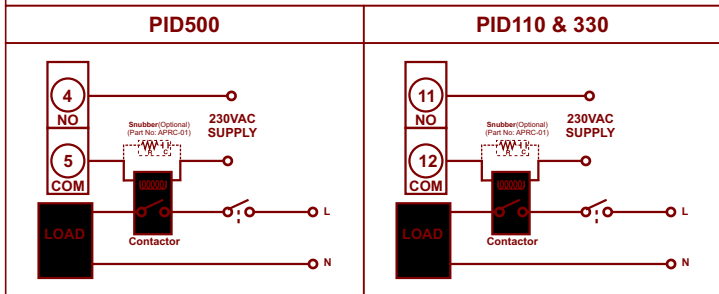 PID500
4
NO
230VAC
SUPPLY
Snubber(Optional)
(Part No: APRC-01)
R C
5
COM
LOAD
Contactor
L
N
PID110 & 330
11
NO
230VAC
SUPPLY
Snubber(Optional)
(Part No: APRC-01)
R C
12
COM
LOAD
Contactor
L
N